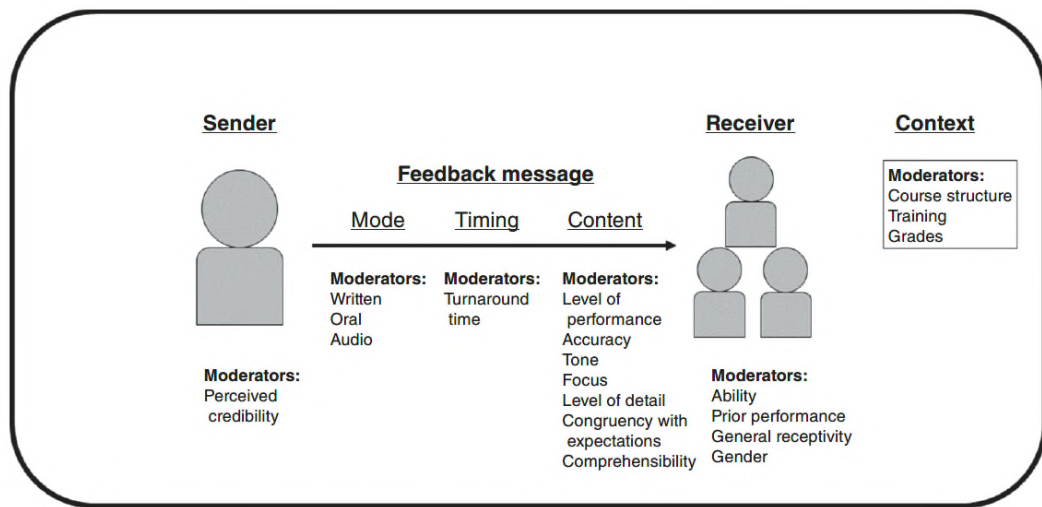 Sender
Receiver
Context
Feedback message
Mode
Timing
Content
Moderators:
Written
Oral
Audio
Moderators:
Turnaround
time
Moderators:
Level of
performance
Accuracy
Tone
Focus
Level of detail
Congruency with
expectations
Comprehensibility
Moderators:
Perceived
credibility
Moderators:
Ability
Prior performance
General receptivity
Gender
Moderators:
Course structure
Training
Grades